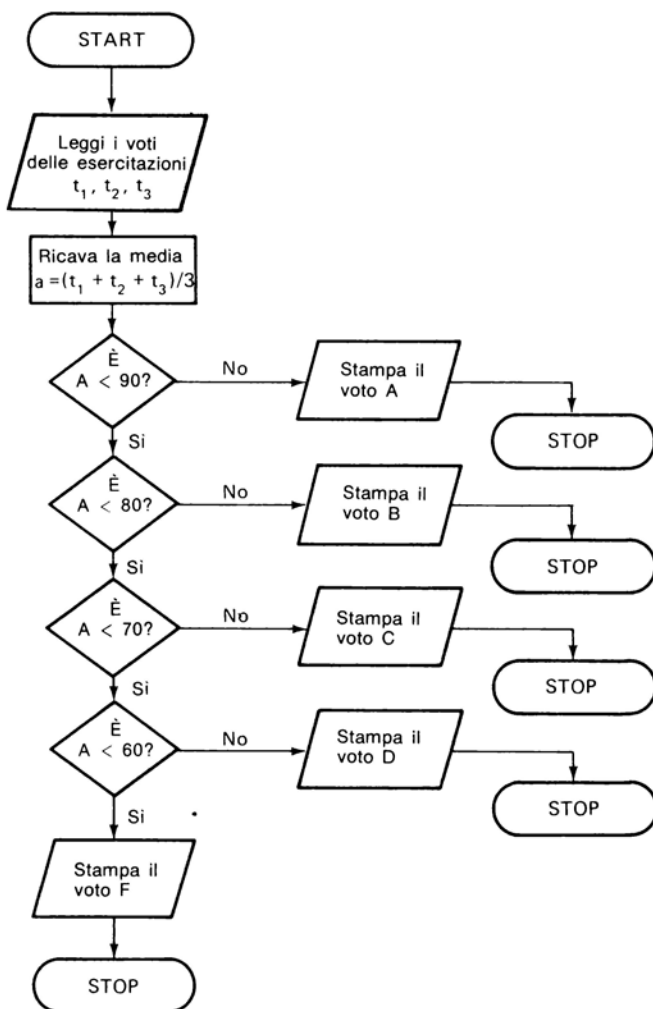 START
Leggi i voti
delle esercitazioni
t₁, t₂, t₃
Ricava la media
a =(t₁ + t₂ + t₃)/3
È
A < 90?
No
Stampa il
voto A
STOP
Si
È
A < 80?
No
Stampa il
voto B
STOP
Si
È
A < 70?
No
Stampa il
voto C
STOP
Si
È
A < 60?
No
Stampa il
voto D
STOP
Si
Stampa il
voto F
STOP